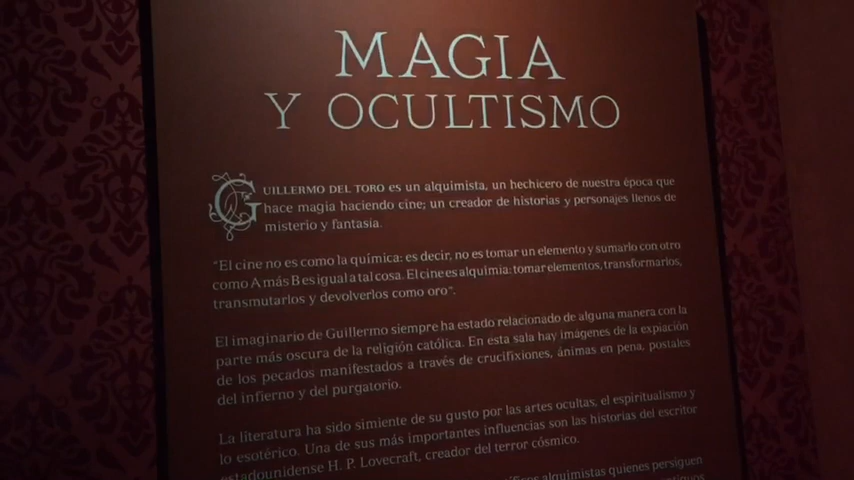 MAGIA
Y OCULTISMO
GUILLERMO DEL TORO es un alquimista, un hechicero de nuestra época que
hace magia haciendo cine; un creador de historias y personajes llenos de
misterio y fantasía.
"El cine no es como la química: es decir, no es tomar un elemento y sumarlo con otro
como A más B es igual a tal cosa. El cine es alquimia: tomar elementos, transformarlos,
transmutarlos y devolverlos como oro".
El imaginario de Guillermo siempre ha estado relacionado de alguna manera con la
parte más oscura de la religión católica. En esta sala hay imágenes de la expiación
de los pecados manifestados a través de crucifixiones, ánimas en pena, postales
del infierno y del purgatorio.
La literatura ha sido simiente de su gusto por las artes ocultas, el espiritualismo y
lo esotérico. Una de sus más importantes influencias son las historias del escritor
estadounidense H. P. Lovecraft, creador del terror cósmico.
alquimistas quienes persiguen